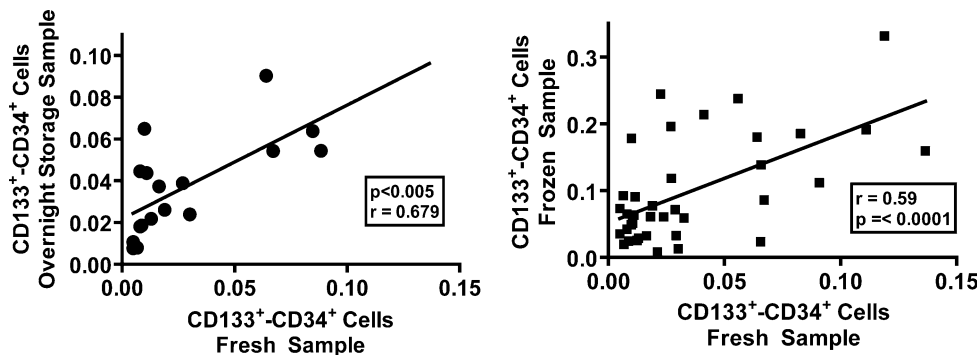 CD133⁺-CD34⁺ Cells
Overnight Storage Sample
0.10
0.08
0.06
0.04
0.02
0.00
p<0.005
r = 0.679
0.00
0.05
0.10
0.15
CD133⁺-CD34⁺ Cells
Fresh Sample
CD133⁺-CD34⁺ Cells
Frozen Sample
0.3
0.2
0.1
0.0
r = 0.59
p =< 0.0001
0.00
0.05
0.10
0.15
CD133⁺-CD34⁺ Cells
Fresh Sample